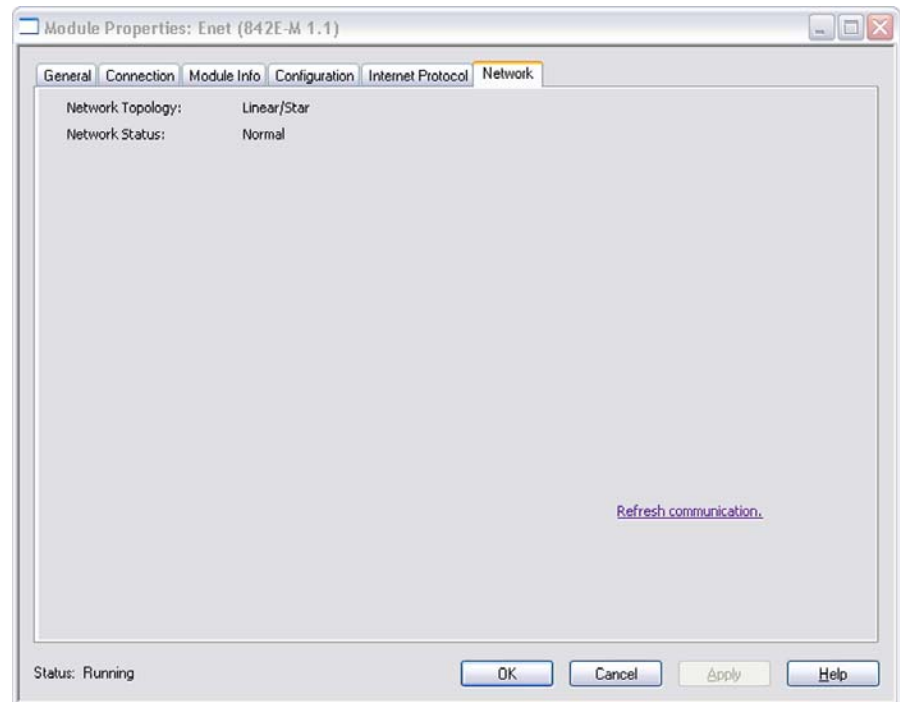 Module Properties: Enet (842E-M 1.1)
General Connection Module Info Configuration Internet Protocol Network
Network Topology: Linear/Star
Network Status: Normal
Refresh communication.
Status: Running OK Cancel Apply Help